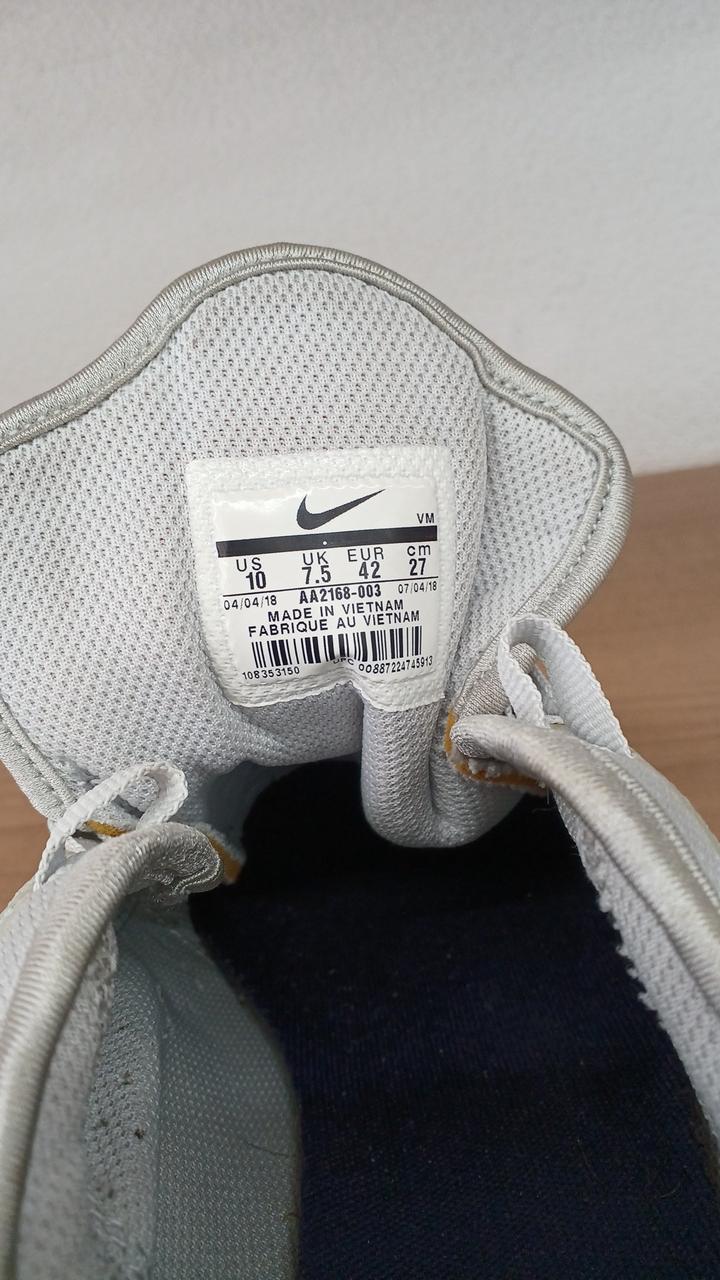 VM
US UK EUR cm
10 7.5 42 27
04/04/18 AA2168-003 07/04/18
MADE IN VIETNAM
FABRIQUE AU VIETNAM
108353150 UPC 00887224745913